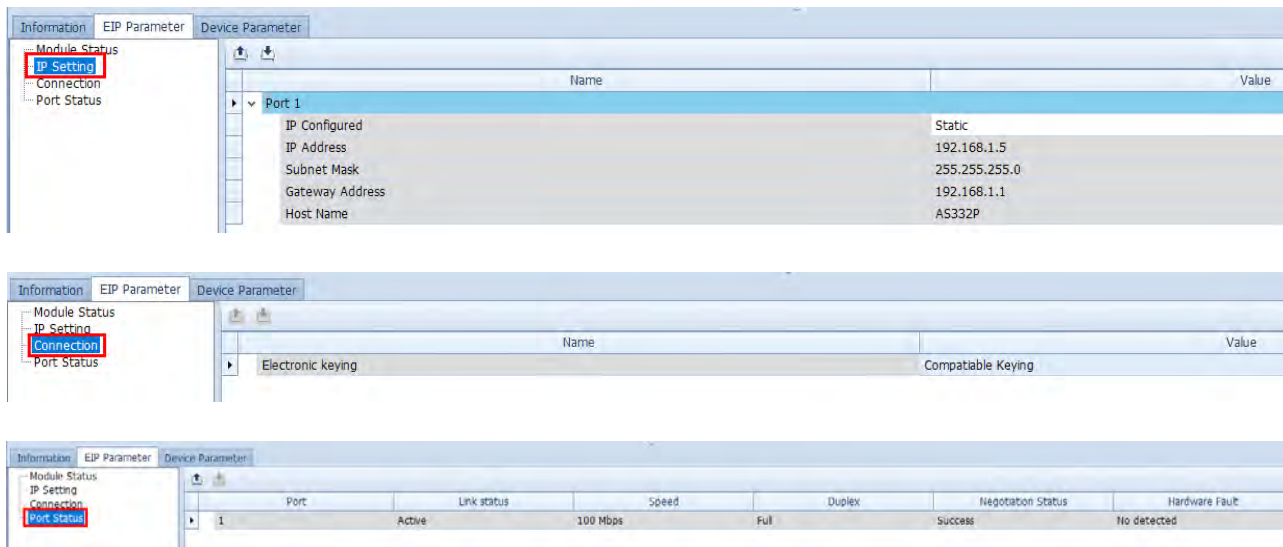 Information EIP Parameter Device Parameter
Module Status
IP Setting
Connection
Port Status
Name Value
Port 1
IP Configured Static
IP Address 192.168.1.5
Subnet Mask 255.255.255.0
Gateway Address 192.168.1.1
Host Name AS332P
Information EIP Parameter Device Parameter
Module Status
IP Setting
Connection
Port Status
Name Value
Electronic keying Compatiable Keying
Information EIP Parameter Device Parameter
Module Status
IP Setting
Connection
Port Status
Port Link status Speed Duplex Negotiation Status Hardware Fault
1 Active 100 Mbps Full Success No detected